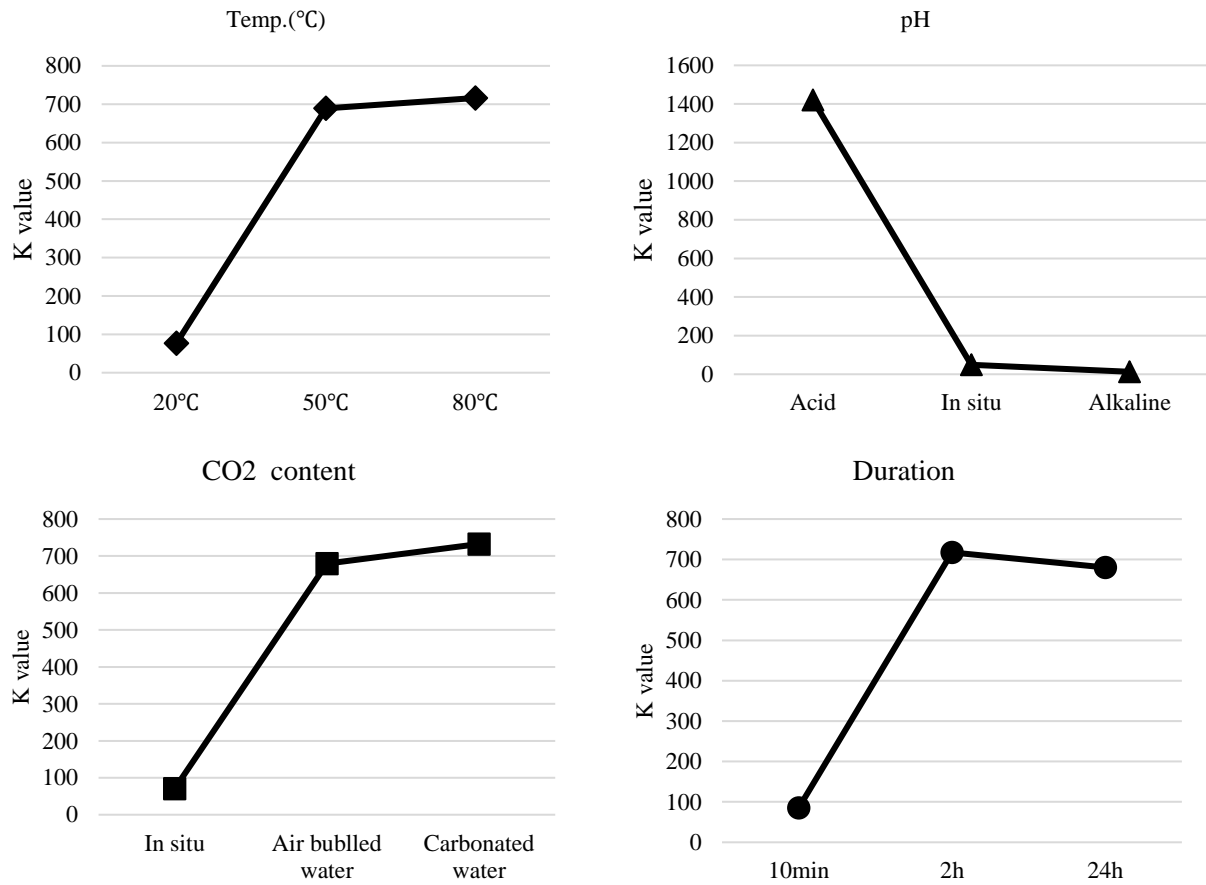 Temp.(℃)
K value
800
700
600
500
400
300
200
100
0
20℃ 50℃ 80℃
pH
K value
1600
1400
1200
1000
800
600
400
200
0
Acid In situ Alkaline
CO2 content
K value
800
700
600
500
400
300
200
100
0
In situ Air bublled Carbonated
water water
Duration
K value
800
700
600
500
400
300
200
100
0
10min 2h 24h